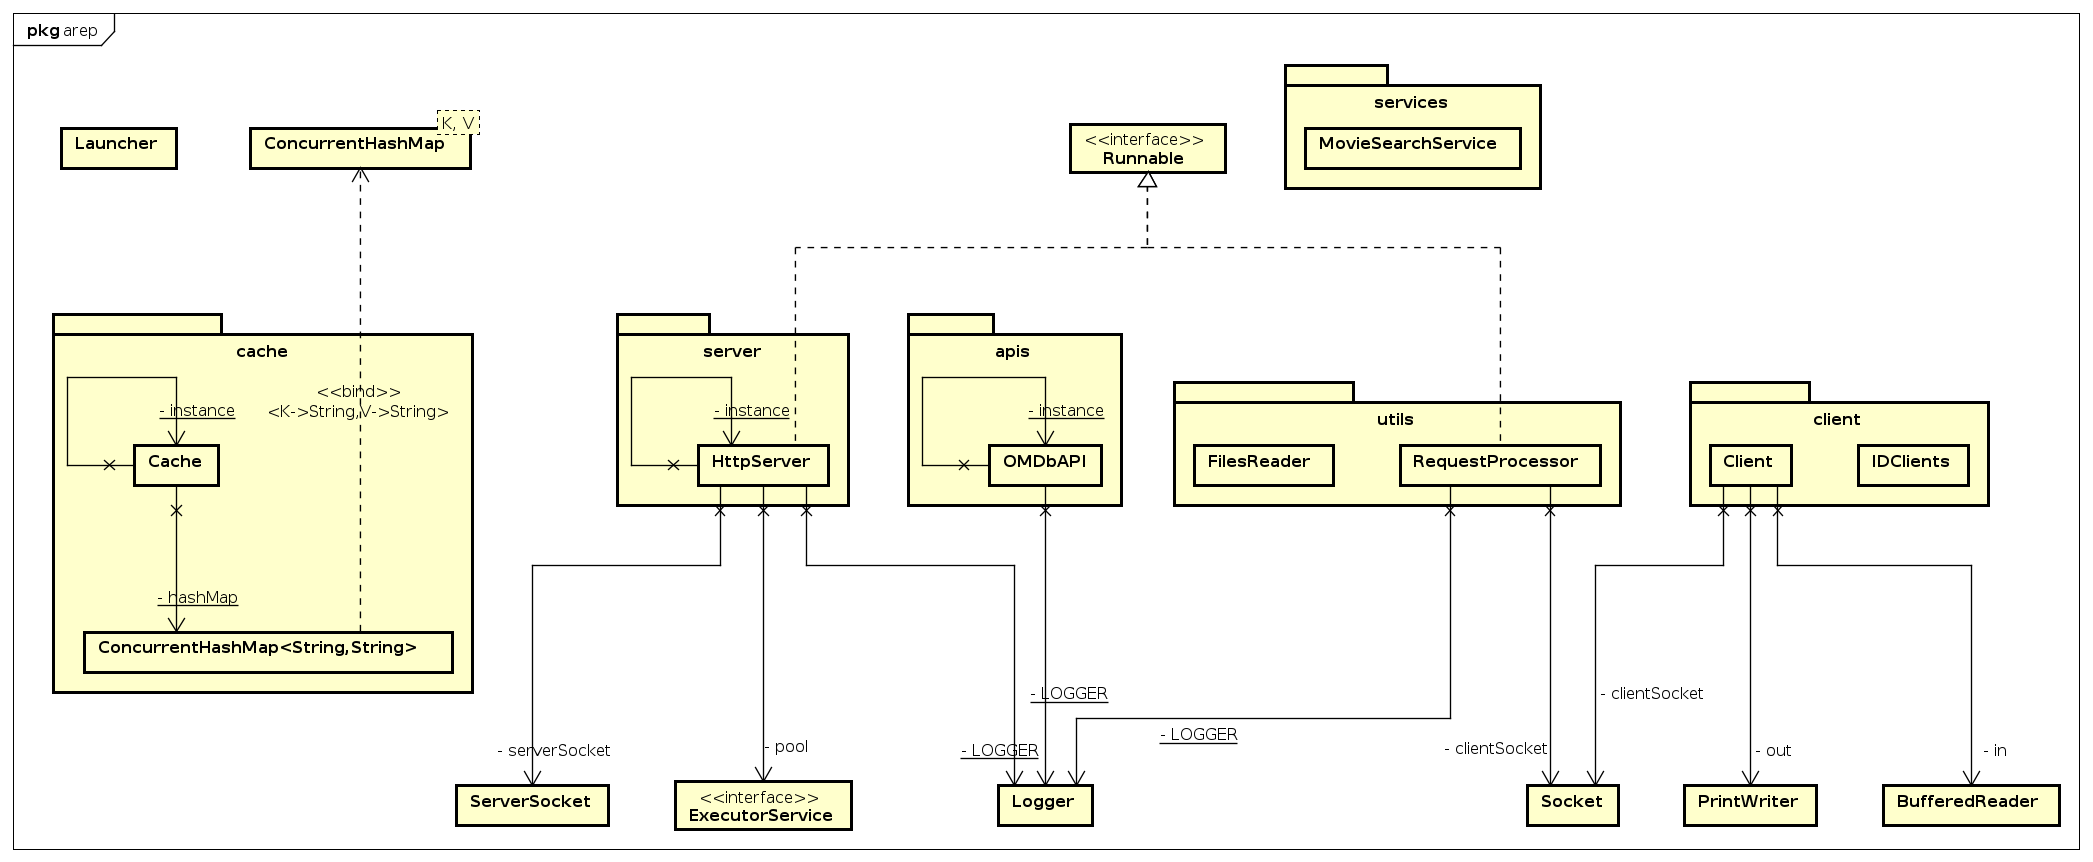 pkg arep
services
K, V
Launcher
ConcurrentHashMap
<<interface>>
Runnable
MovieSearchService
cache
server
apis
<<bind>>
<K->String,V->String>
- instance
- instance
- instance
utils
client
Cache
HttpServer
OMDbAPI
FilesReader
RequestProcessor
Client
IDClients
- hashMap
ConcurrentHashMap<String,String>
- LOGGER
- clientSocket
- LOGGER
- serverSocket
- pool
- LOGGER
- clientSocket
- out
- in
ServerSocket
<<interface>>
ExecutorService
Logger
Socket
PrintWriter
BufferedReader